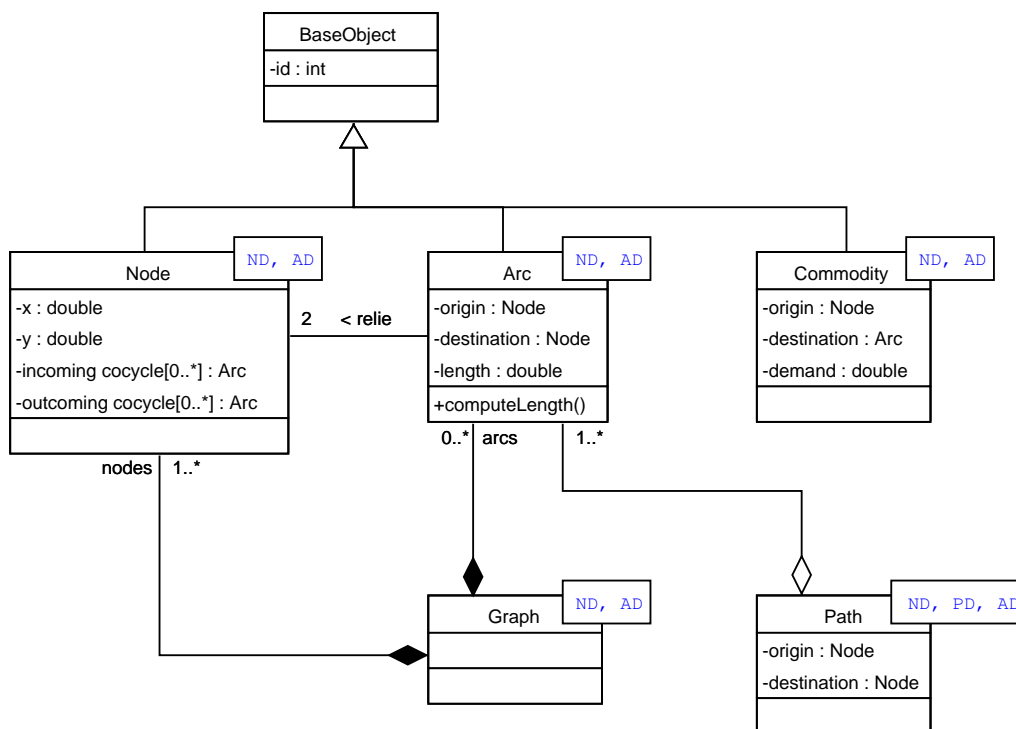 BaseObject
-id : int
ND, AD
Node
-x : double
-y : double
-incoming cocycle[0..*] : Arc
-outcoming cocycle[0..*] : Arc
2 < relie
ND, AD
Arc
-origin : Node
-destination : Node
-length : double
+computeLength()
ND, AD
Commodity
-origin : Node
-destination : Arc
-demand : double
nodes 1..*
0..* arcs
1..*
ND, AD
Graph
ND, PD, AD
Path
-origin : Node
-destination : Node